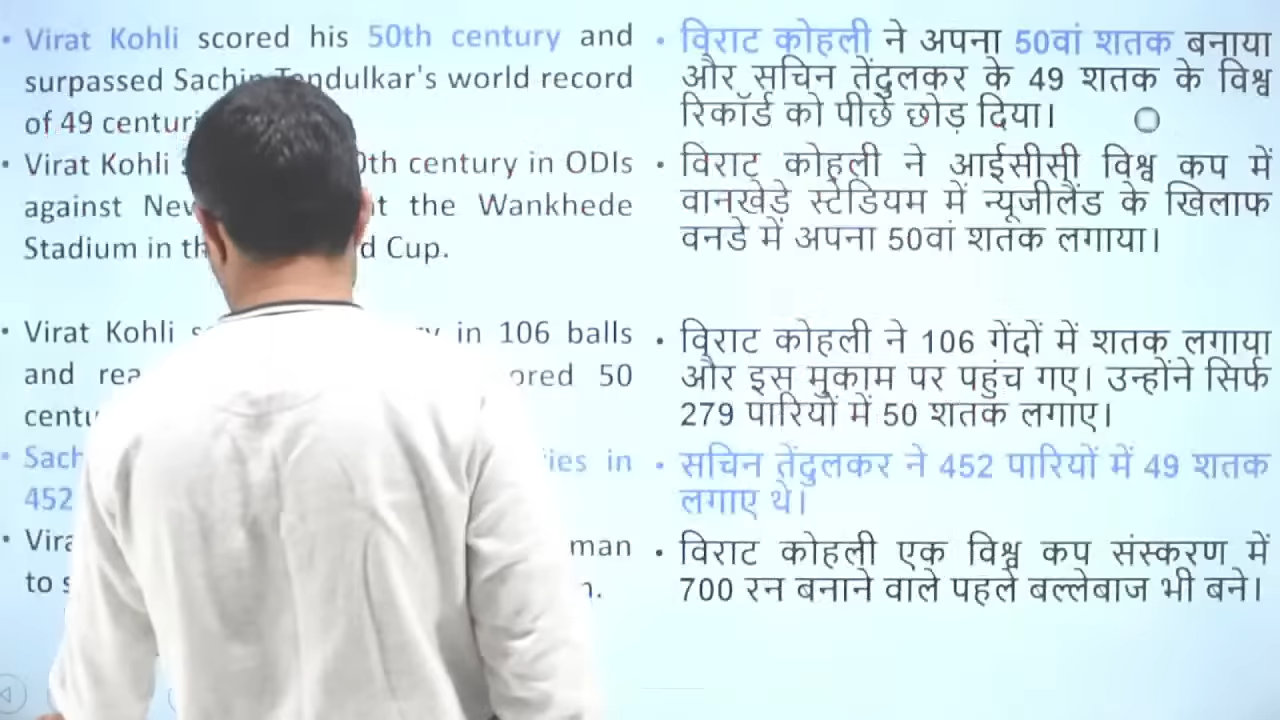 • Virat Kohli scored his 50th century and
surpassed Sachin Tendulkar's world record
of 49 centuri
• Virat Kohli 0th century in ODIs
against New t the Wankhede
Stadium in th d Cup.
• Virat Kohli in 106 balls
and rea ored 50
centu
• Sach ies in
452
• Vira man
to s n.
• विराट कोहली ने अपना 50वां शतक बनाया
और सचिन तेंदुलकर के 49 शतक के विश्व
रिकॉर्ड को पीछे छोड़ दिया।
• विराट कोहली ने आईसीसी विश्व कप में
वानखेड़े स्टेडियम में न्यूजीलैंड के खिलाफ
वनडे में अपना 50वां शतक लगाया।
• विराट कोहली ने 106 गेंदों में शतक लगाया
और इस मुकाम पर पहुंच गए। उन्होंने सिर्फ
279 पारियों में 50 शतक लगाए।
• सचिन तेंदुलकर ने 452 पारियों में 49 शतक
लगाए थे।
• विराट कोहली एक विश्व कप संस्करण में
700 रन बनाने वाले पहले बल्लेबाज भी बने।